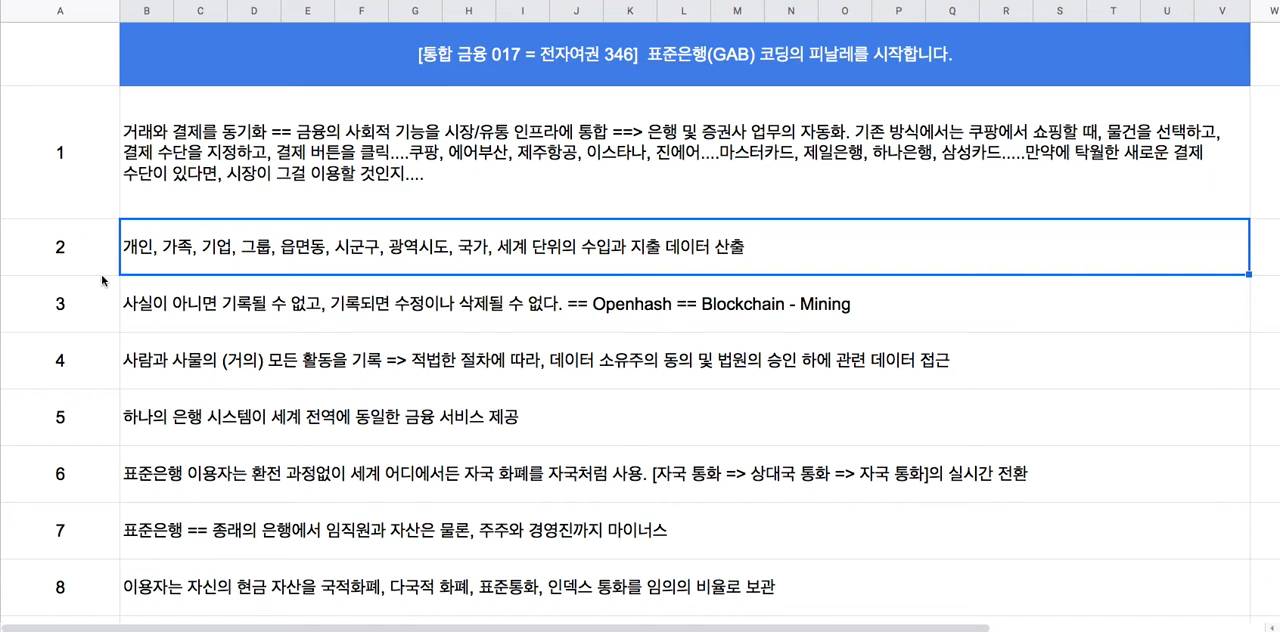 A B C D E F G H I J K L M N O P Q R S T U V W
[통합 금융 017 = 전자여권 346]  표준은행(GAB) 코딩의 피날레를 시작합니다.
1
거래와 결제를 동기화 == 금융의 사회적 기능을 시장/유통 인프라에 통합 ==> 은행 및 증권사 업무의 자동화. 기존 방식에서는 쿠팡에서 쇼핑할 때, 물건을 선택하고,
결제 수단을 지정하고, 결제 버튼을 클릭....쿠팡, 에어부산, 제주항공, 이스타나, 진에어....마스터카드, 제일은행, 하나은행, 삼성카드.....만약에 탁월한 새로운 결제
수단이 있다면, 시장이 그걸 이용할 것인지....
2 개인, 가족, 기업, 그룹, 읍면동, 시군구, 광역시도, 국가, 세계 단위의 수입과 지출 데이터 산출
3 사실이 아니면 기록될 수 없고, 기록되면 수정이나 삭제될 수 없다. == Openhash == Blockchain - Mining
4 사람과 사물의 (거의) 모든 활동을 기록 => 적법한 절차에 따라, 데이터 소유주의 동의 및 법원의 승인 하에 관련 데이터 접근
5 하나의 은행 시스템이 세계 전역에 동일한 금융 서비스 제공
6 표준은행 이용자는 환전 과정없이 세계 어디에서든 자국 화폐를 자국처럼 사용. [자국 통화 => 상대국 통화 => 자국 통화]의 실시간 전환
7 표준은행 == 종래의 은행에서 임직원과 자산은 물론, 주주와 경영진까지 마이너스
8 이용자는 자신의 현금 자산을 국적화폐, 다국적 화폐, 표준통화, 인덱스 통화를 임의의 비율로 보관